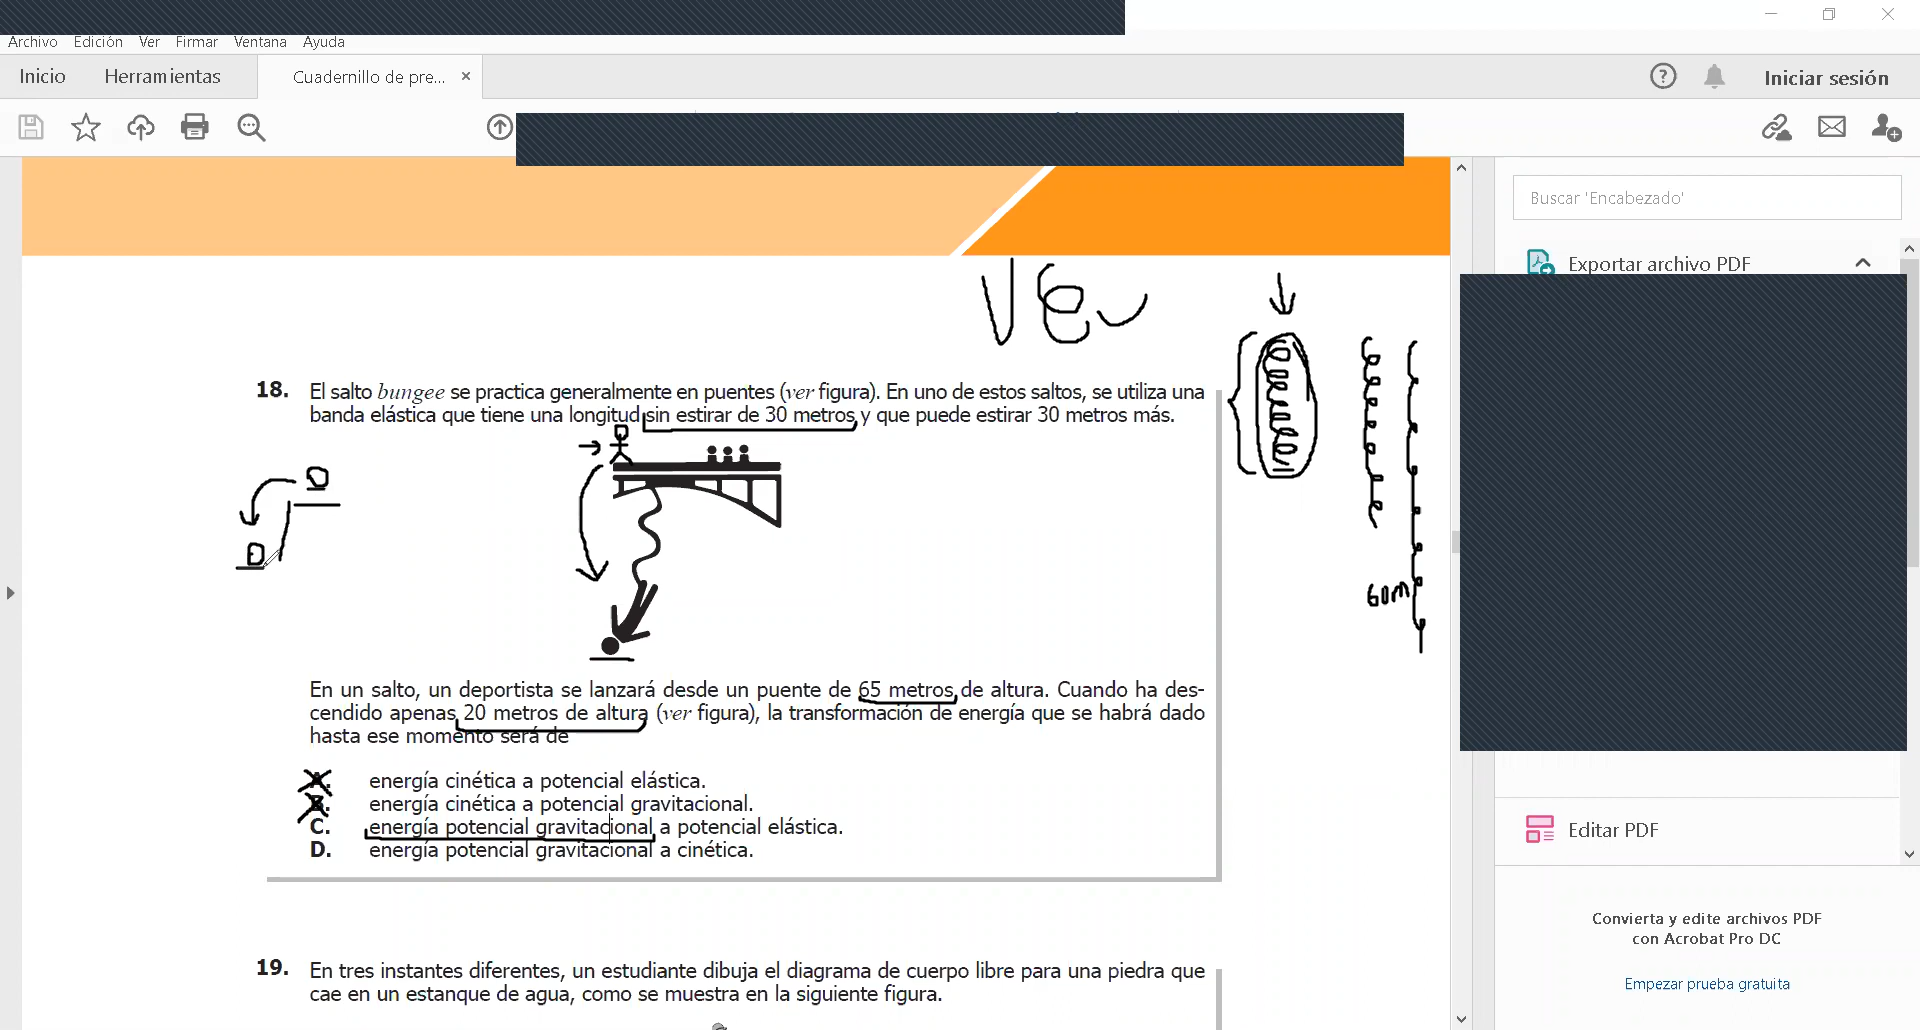 Archivo Edición Ver Firmar Ventana Ayuda
Inicio Herramientas Cuadernillo de pre... × Iniciar sesión
Buscar 'Encabezado'
Exportar archivo PDF
VEs
18. El salto bungee se practica generalmente en puentes (ver figura). En uno de estos saltos, se utiliza una
banda elástica que tiene una longitud sin estirar de 30 metros y que puede estirar 30 metros más.
60m
En un salto, un deportista se lanzará desde un puente de 65 metros de altura. Cuando ha des-
cendido apenas 20 metros de altura (ver figura), la transformación de energía que se habrá dado
hasta ese momento será de
A. energía cinética a potencial elástica.
B. energía cinética a potencial gravitacional.
C. energía potencial gravitacional a potencial elástica.
D. energía potencial gravitacional a cinética.
Editar PDF
Convierta y edite archivos PDF
con Acrobat Pro DC
Empezar prueba gratuita
19. En tres instantes diferentes, un estudiante dibuja el diagrama de cuerpo libre para una piedra que
cae en un estanque de agua, como se muestra en la siguiente figura.